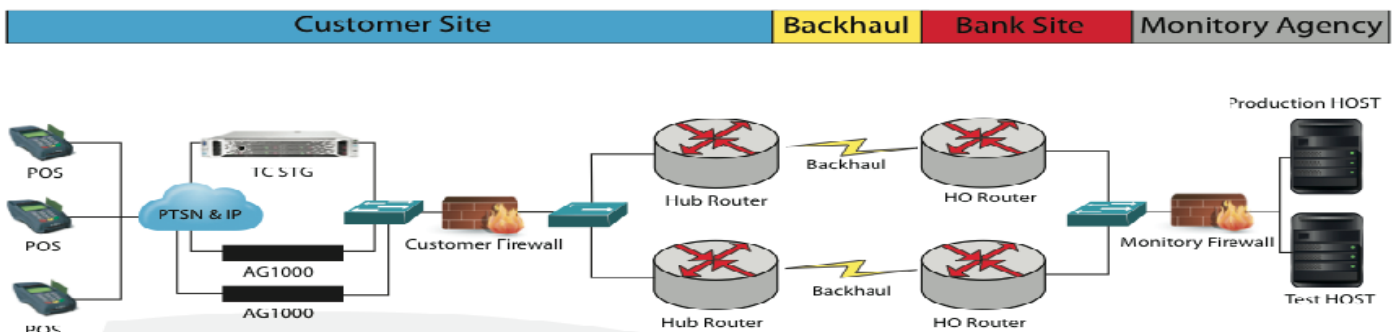 Customer Site
Backhaul
Bank Site
Monitory Agency
Production HOST
POS
TC STG
Backhaul
Hub Router
HO Router
PTSN & IP
POS
Customer Firewall
Monitory Firewall
AG1000
Backhaul
AG1000
Hub Router
HO Router
Test HOST
POS